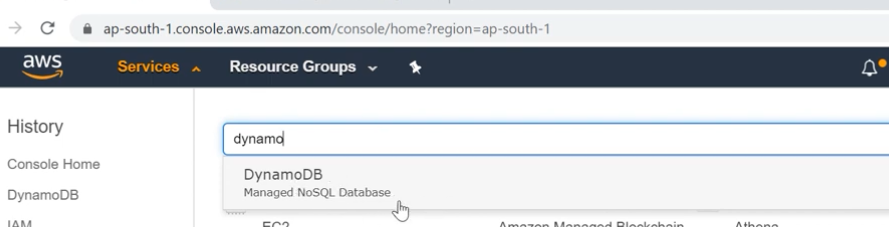 ap-south-1.console.aws.amazon.com/console/home?region=ap-south-1
aws Services Resource Groups
History
dynamo
Console Home
DynamoDB
Managed NoSQL Database
DynamoDB
IAM EC2 Amazon Managed Blockchain Athena